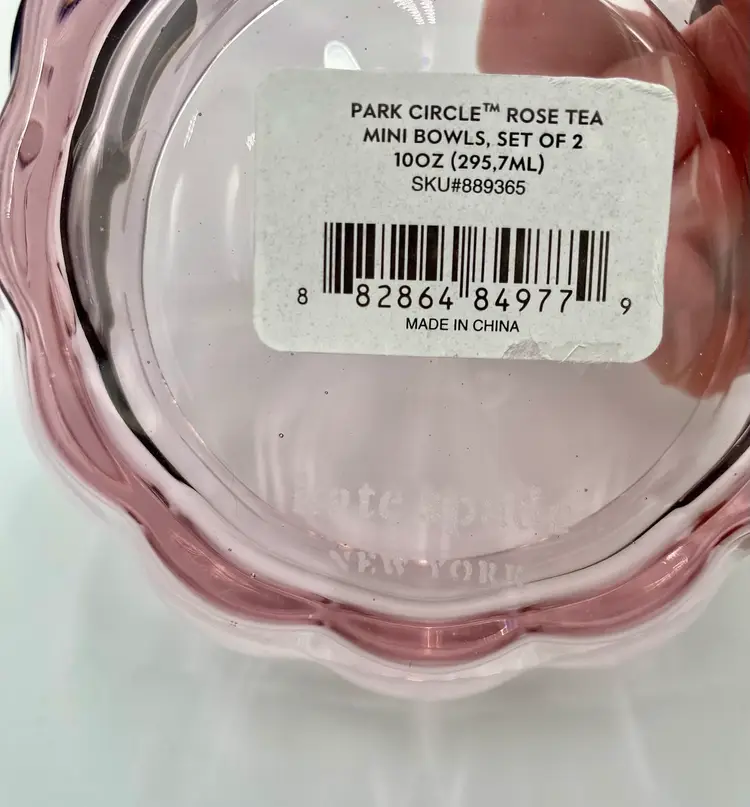 PARK CIRCLE™ ROSE TEA
MINI BOWLS, SET OF 2
10OZ (295,7ML)
SKU#889365
8 82864 84977 9
MADE IN CHINA
kate spade
NEW YORK